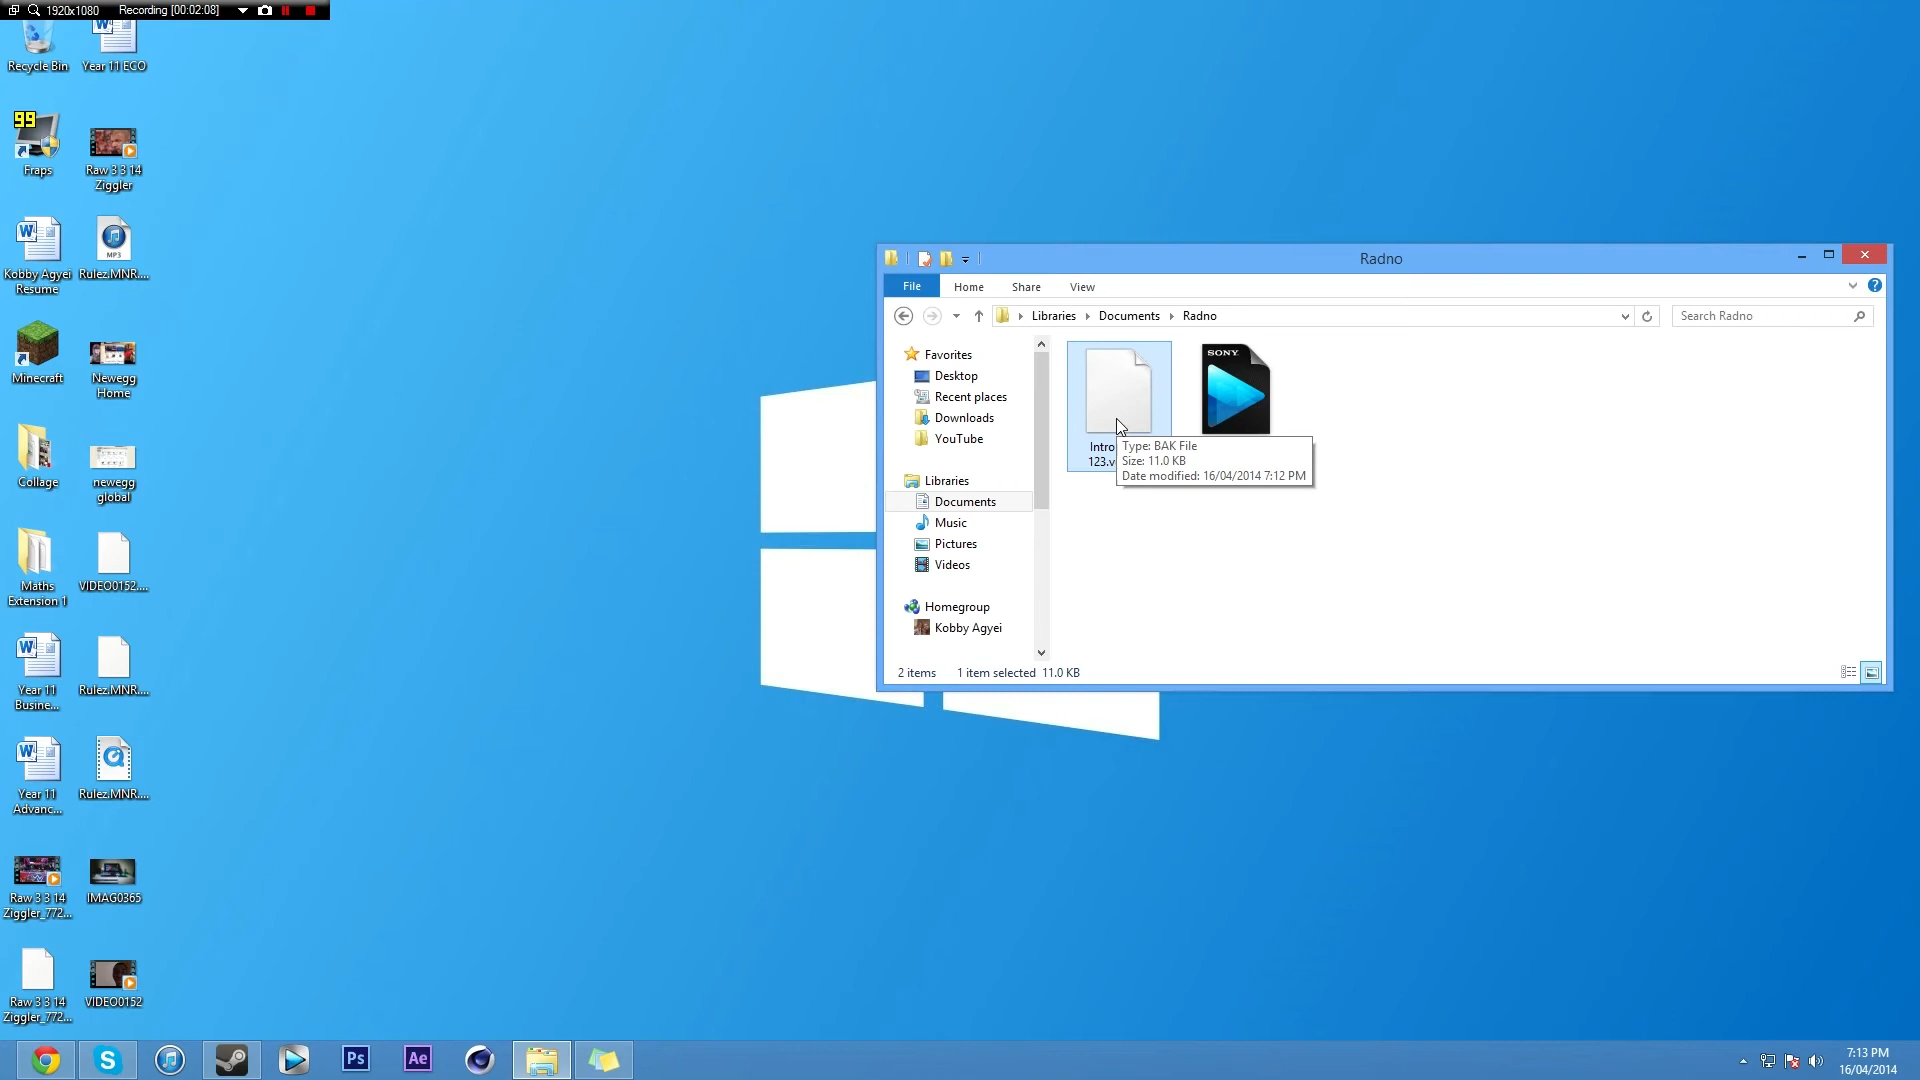 1920x1080 Recording [00:02:08]
Recycle Bin
Year 11 ECO
99
Fraps
Raw 3 3 14
Ziggler
Kobby Agyei
Resume
MP3
Rulez.MNR....
Minecraft
Newegg
Home
Collage
newegg
global
Maths
Extension 1
VIDEO0152....
Year 11
Busine...
Rulez.MNR....
Year 11
Advanc...
Rulez.MNR....
Raw 3 3 14
Ziggler_772...
IMAG0365
Raw 3 3 14
Ziggler_772...
VIDEO0152
Radno
File Home Share View
Libraries Documents Radno
Search Radno
Favorites
Desktop
Recent places
Downloads
YouTube
Libraries
Documents
Music
Pictures
Videos
Homegroup
Kobby Agyei
SONY
Intro
123.v
Type: BAK File
Size: 11.0 KB
Date modified: 16/04/2014 7:12 PM
2 items 1 item selected 11.0 KB
Ps
Ae
7:13 PM
16/04/2014